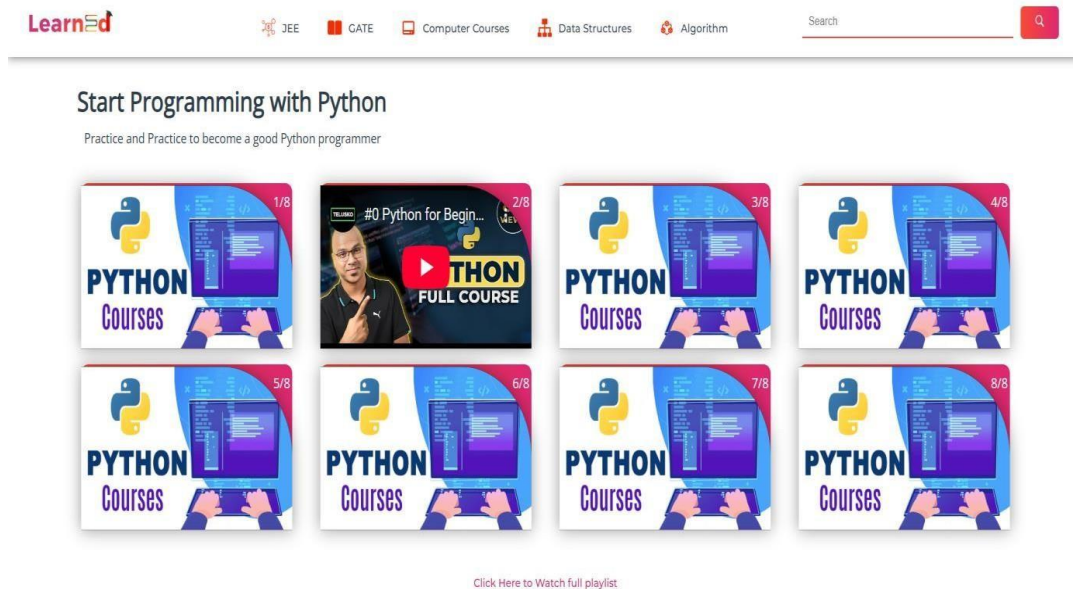 LearnEd
JEE
GATE
Computer Courses
Data Structures
Algorithm
Search
Start Programming with Python
Practice and Practice to become a good Python programmer
1/8
PYTHON
Courses
2/8
TELUSKO
#0 Python for Begin...
THON
FULL COURSE
3/8
PYTHON
Courses
4/8
PYTHON
Courses
5/8
PYTHON
Courses
6/8
PYTHON
Courses
7/8
PYTHON
Courses
8/8
PYTHON
Courses
Click Here to Watch full playlist